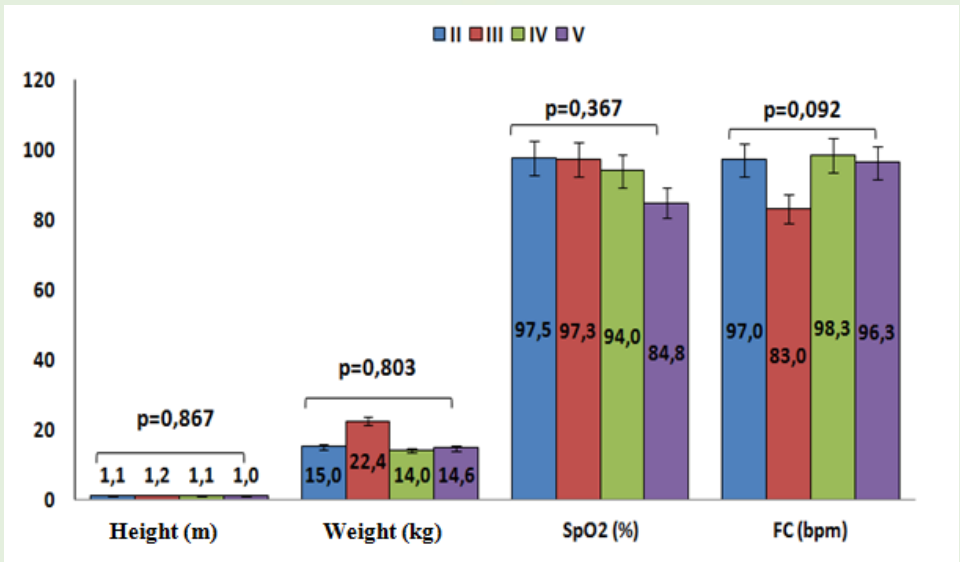 II III IV V
120
100
80
60
40
20
0
p=0,867
1,1 1,2 1,1 1,0
Height (m)
p=0,803
15,0 22,4 14,0 14,6
Weight (kg)
p=0,367
97,5 97,3 94,0 84,8
SpO2 (%)
p=0,092
97,0 83,0 98,3 96,3
FC (bpm)